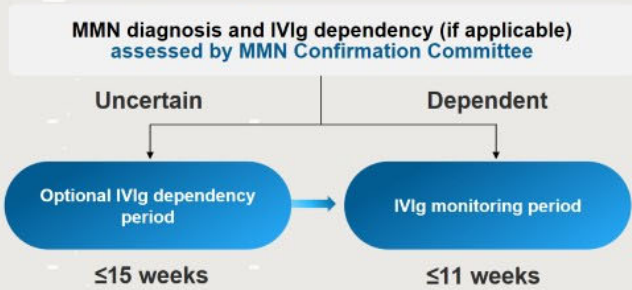 MMN diagnosis and IVIg dependency (if applicable)
assessed by MMN Confirmation Committee
Uncertain
Dependent
Optional IVIg dependency
period
IVIg monitoring period
≤15 weeks
≤11 weeks